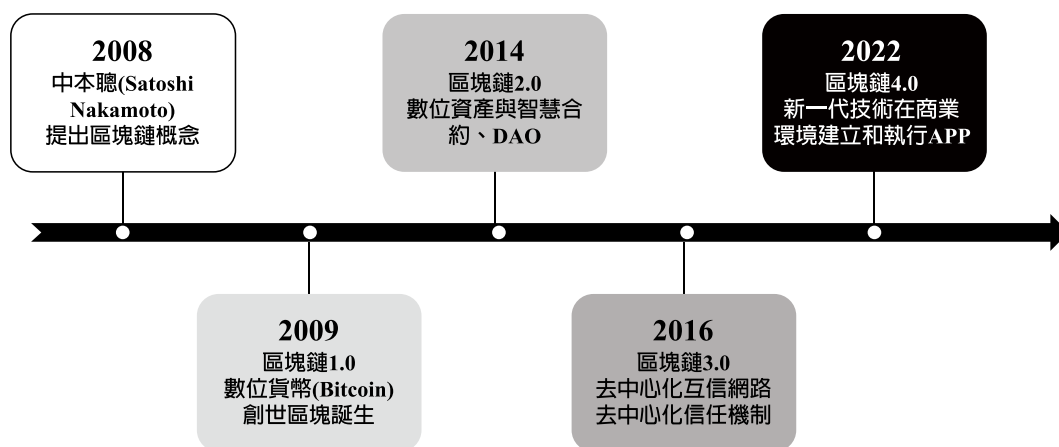 2008
中本聰(Satoshi
Nakamoto)
提出區塊鏈概念
2009
區塊鏈1.0
數位貨幣(Bitcoin)
創世區塊誕生
2014
區塊鏈2.0
數位資產與智慧合
約、DAO
2016
區塊鏈3.0
去中心化互信網路
去中心化信任機制
2022
區塊鏈4.0
新一代技術在商業
環境建立和執行APP